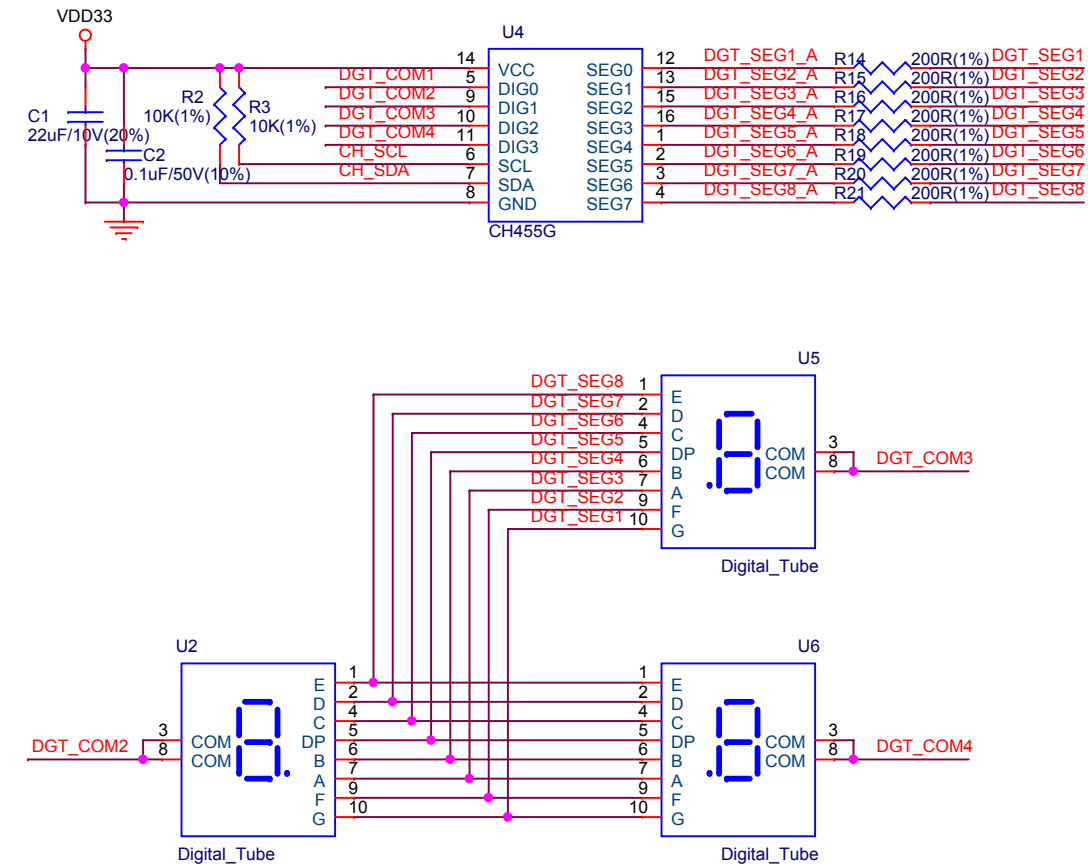 VDD33
U4
14 VCC SEG0 12 DGT_SEG1_A R14 200R(1%) DGT_SEG1
DGT_COM1 5 DIG0 SEG1 13 DGT_SEG2_A R15 200R(1%) DGT_SEG2
DGT_COM2 9 DIG1 SEG2 15 DGT_SEG3_A R16 200R(1%) DGT_SEG3
DGT_COM3 10 DIG2 SEG3 16 DGT_SEG4_A R17 200R(1%) DGT_SEG4
DGT_COM4 11 DIG3 SEG4 1 DGT_SEG5_A R18 200R(1%) DGT_SEG5
CH_SCL 6 SCL SEG5 2 DGT_SEG6_A R19 200R(1%) DGT_SEG6
CH_SDA 7 SDA SEG6 3 DGT_SEG7_A R20 200R(1%) DGT_SEG7
8 GND SEG7 4 DGT_SEG8_A R21 200R(1%) DGT_SEG8
CH455G
R2
10K(1%)
R3
10K(1%)
C1
22uF/10V(20%)
C2
0.1uF/50V(10%)
U5
DGT_SEG8 1 E
DGT_SEG7 2 D
DGT_SEG6 4 C
DGT_SEG5 5 DP COM 3
DGT_SEG4 6 B COM 8 DGT_COM3
DGT_SEG3 7 A
DGT_SEG2 9 F
DGT_SEG1 10 G
Digital_Tube
U2
E 1
D 2
C 4
3 COM DP 5
DGT_COM2 8 COM B 6
A 7
F 9
G 10
Digital_Tube
U6
1 E
2 D
4 C
5 DP COM 3
6 B COM 8 DGT_COM4
7 A
9 F
10 G
Digital_Tube